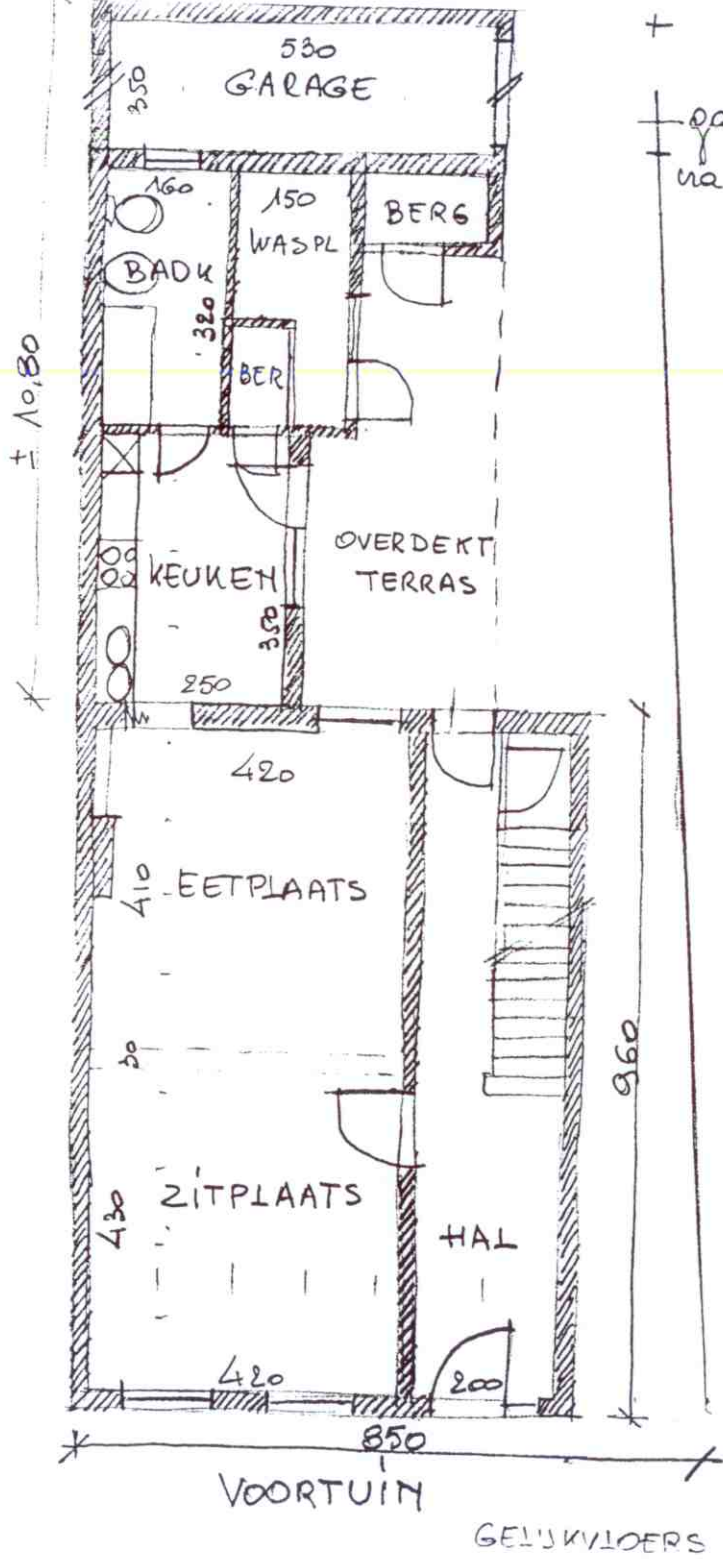 530
GARAGE
350
160
150
BERG
WASPL
BADK
320
BER
± 10,80
OVERDEKT
TERRAS
KEUKEN
350
250
420
EETPLAATS
410
30
960
ZITPLAATS
430
HAL
420
200
850
VOORTUIN
GELIJKVLOERS